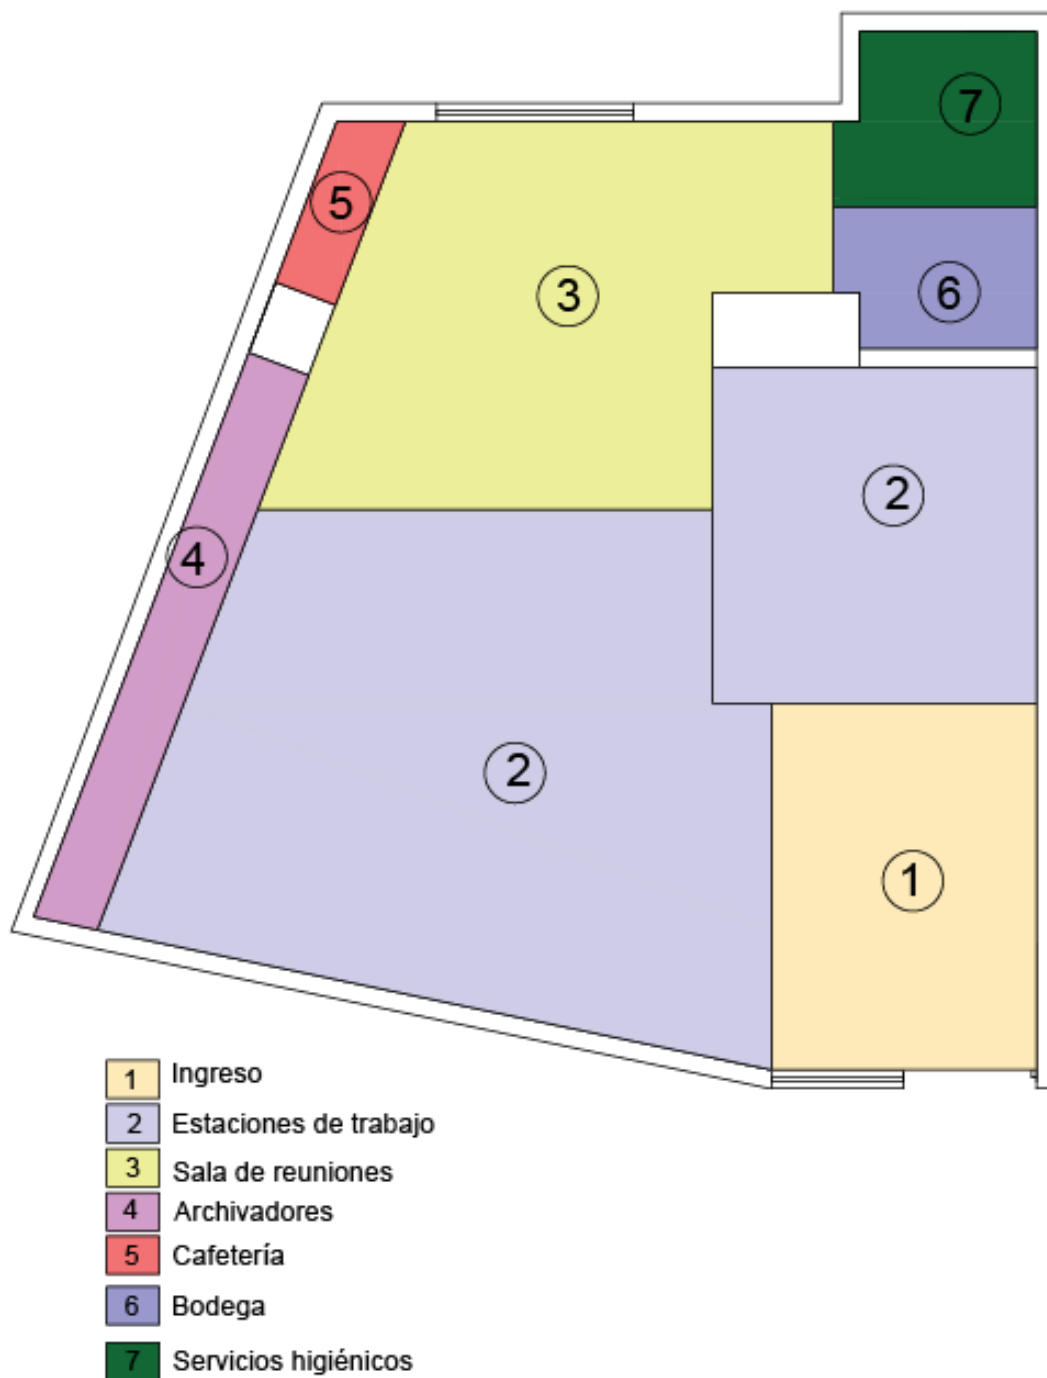 7
5
3
6
2
4
2
1
1 Ingreso
2 Estaciones de trabajo
3 Sala de reuniones
4 Archivadores
5 Cafetería
6 Bodega
7 Servicios higiénicos